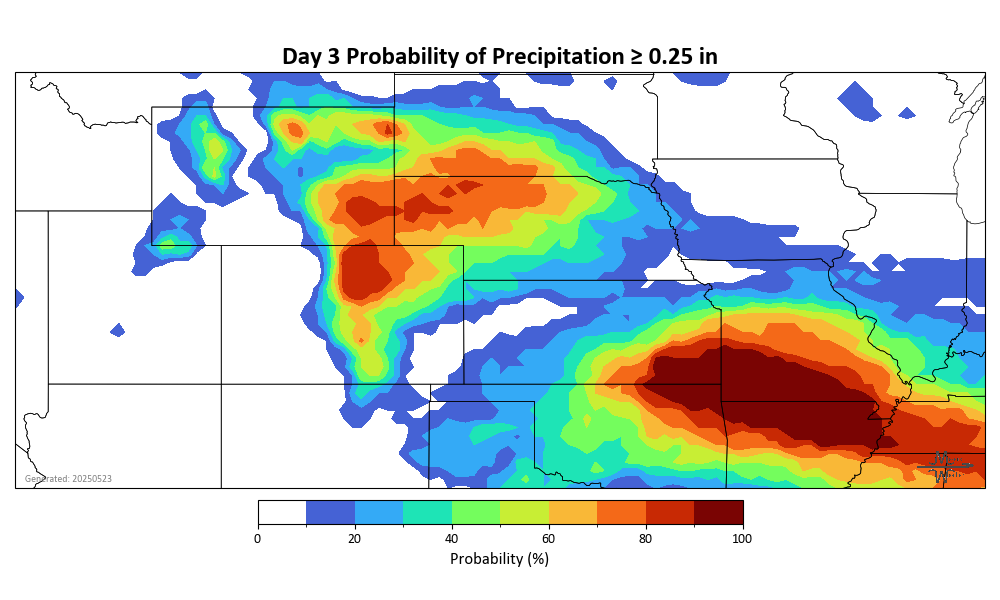 Day 3 Probability of Precipitation ≥ 0.25 in
Generated: 20250523
0 20 40 60 80 100
Probability (%)